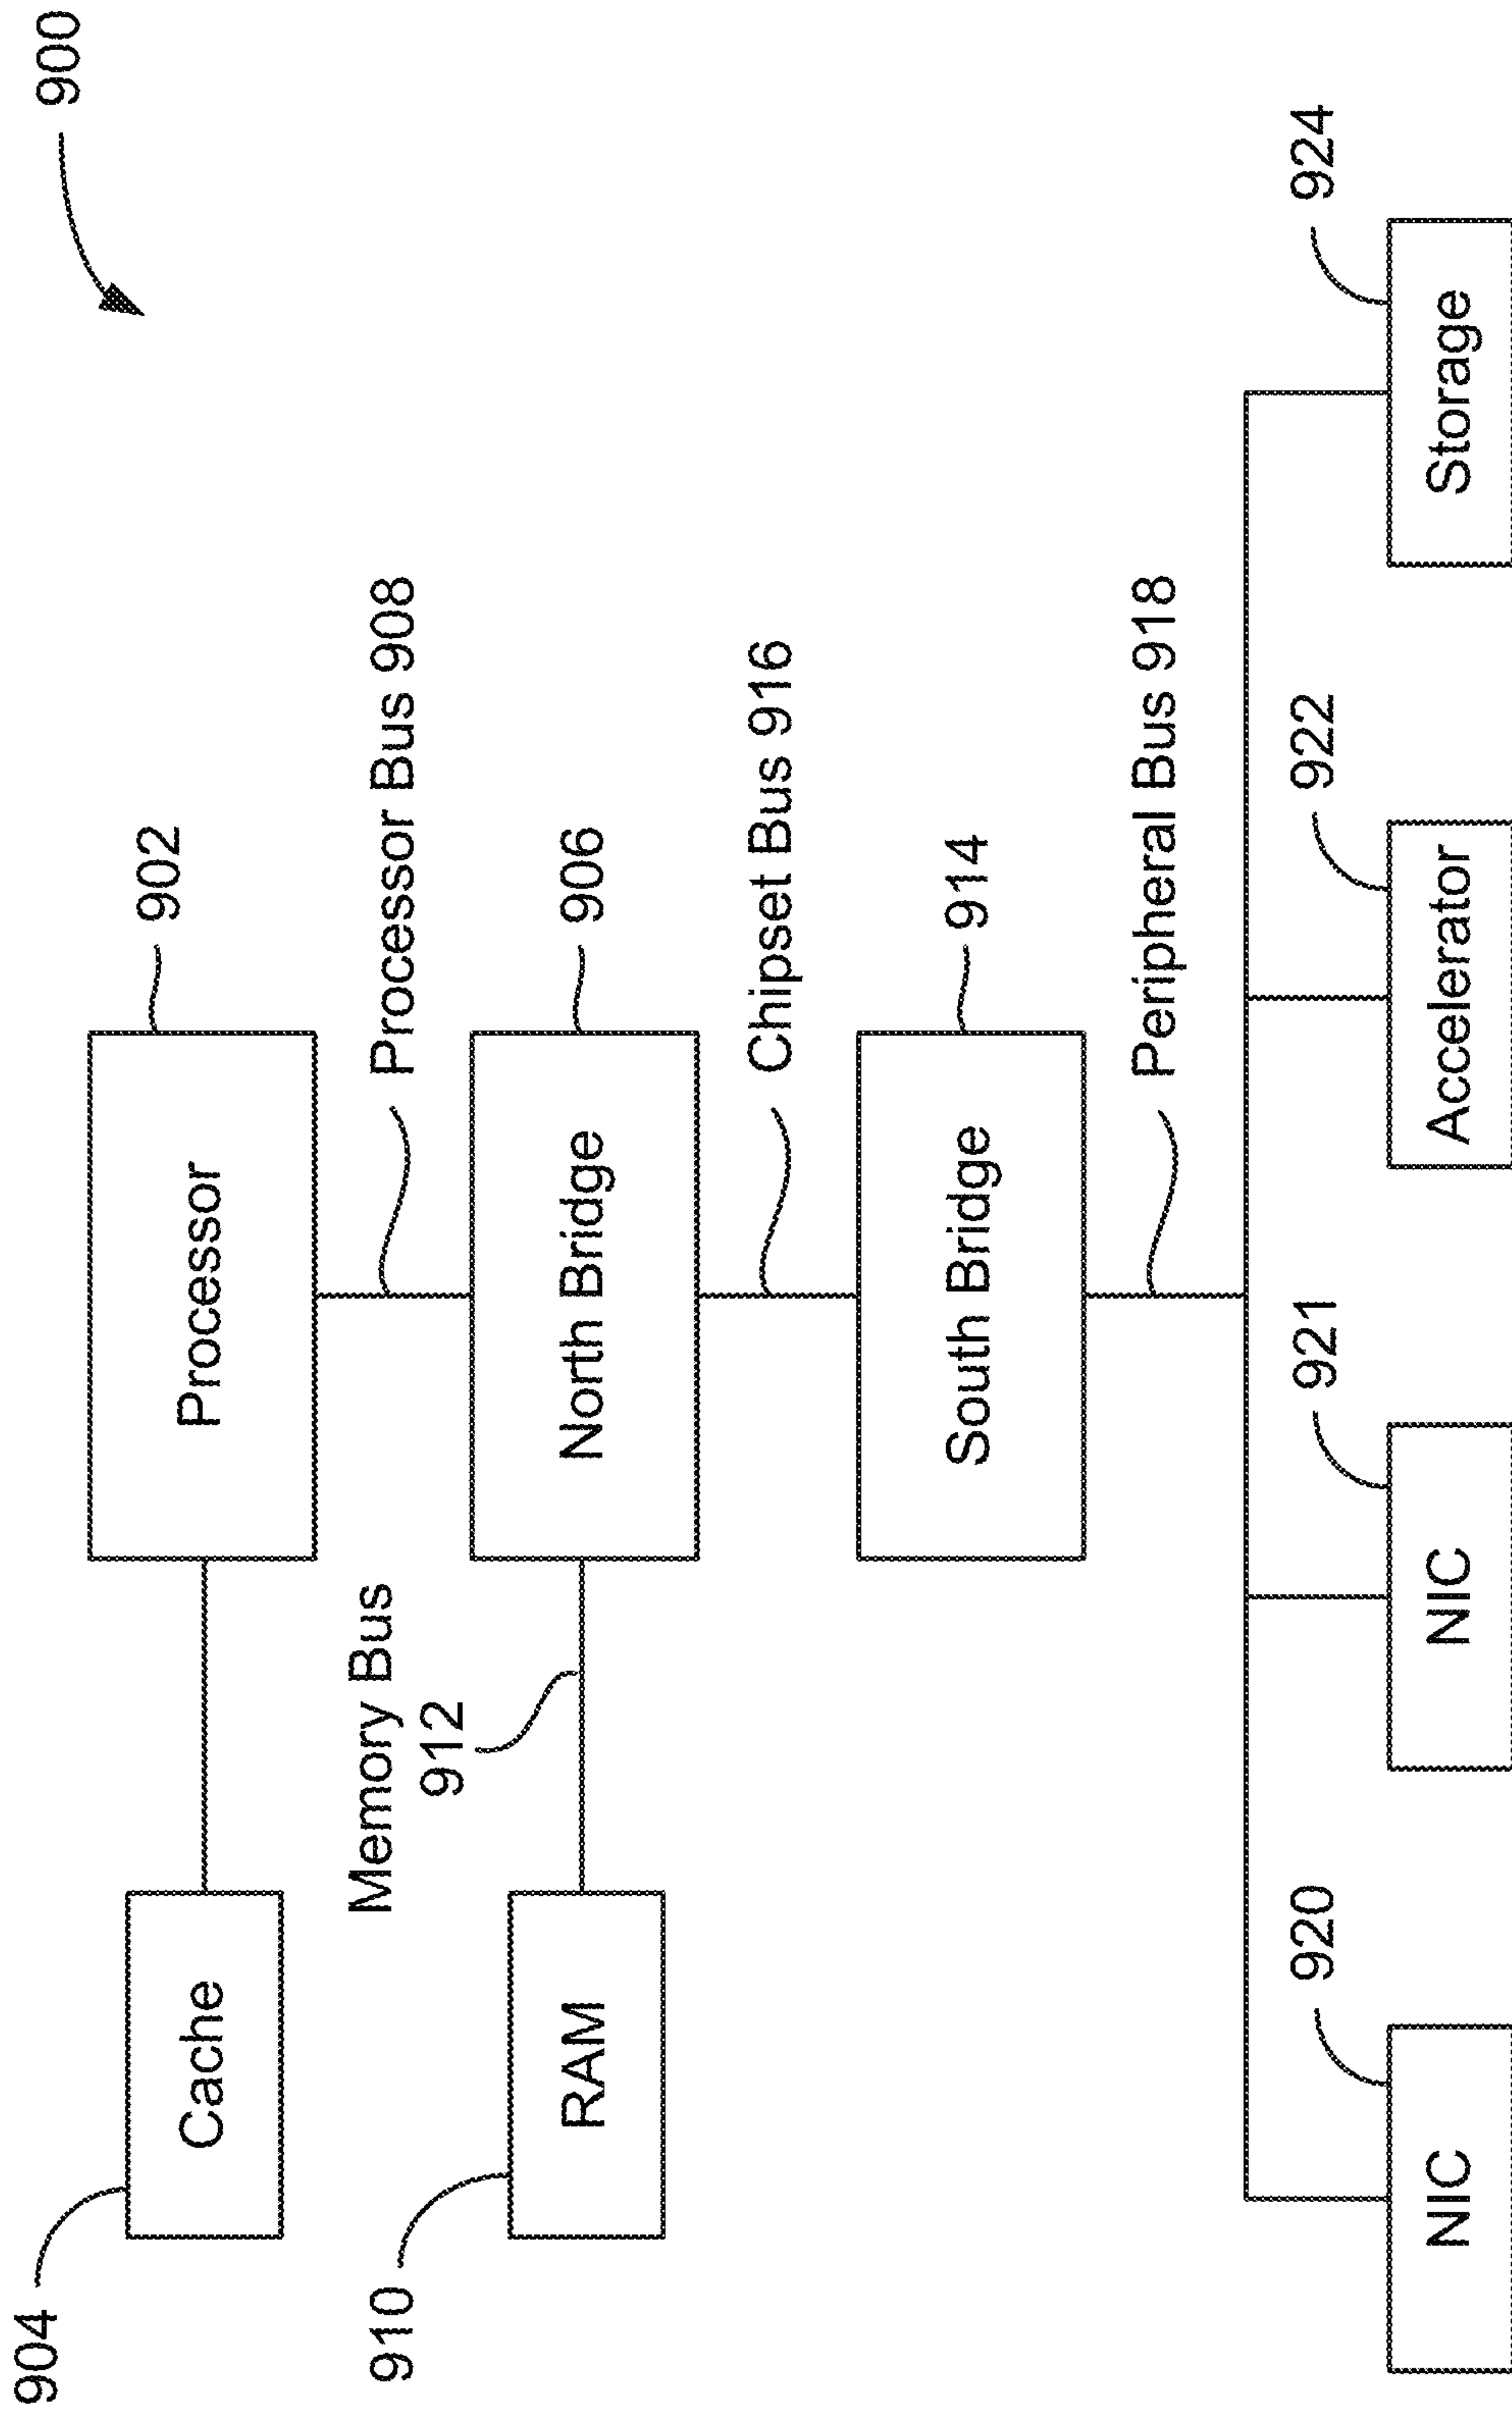 900
904
Cache
Processor
902
Memory Bus
912
Processor Bus 908
910
RAM
North Bridge
906
Chipset Bus 916
South Bridge
914
Peripheral Bus 918
920
921
922
924
NIC
NIC
Accelerator
Storage